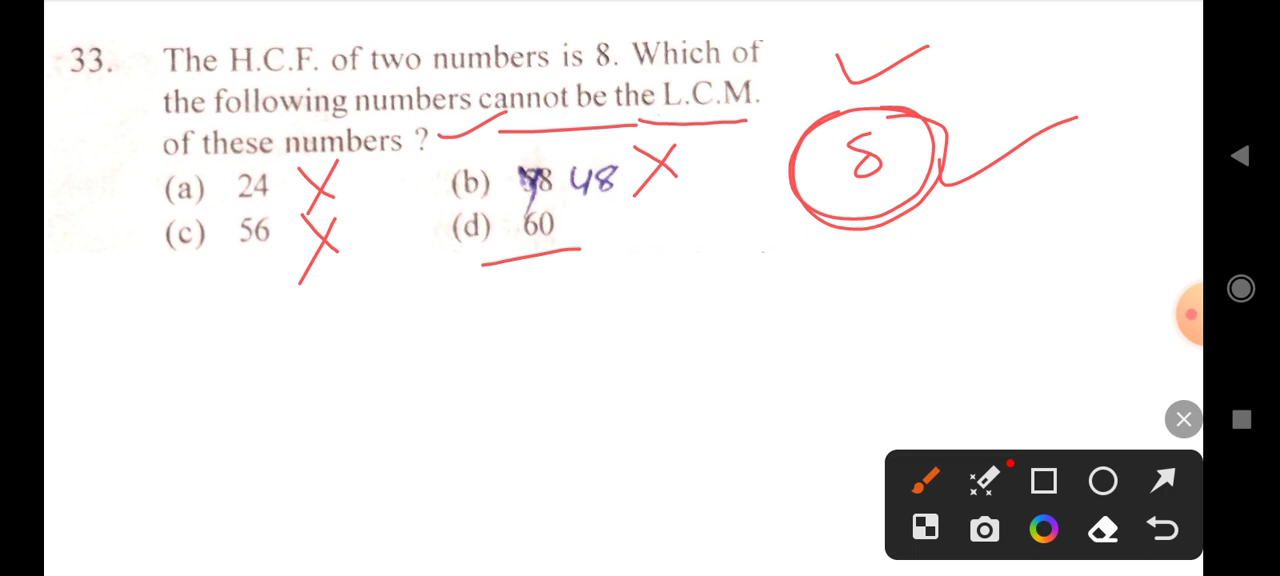 33. The H.C.F. of two numbers is 8. Which of
the following numbers cannot be the L.C.M.
of these numbers ?
(a) 24 (b) 48
(c) 56 (d) 60
8